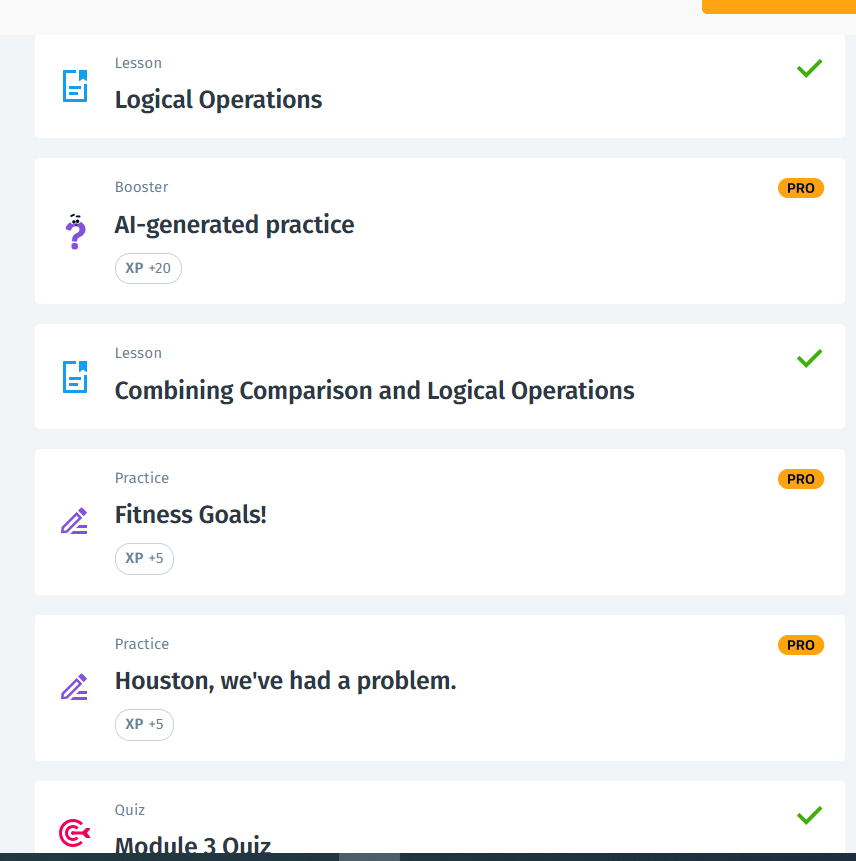 Lesson
Logical Operations
Booster
PRO
AI-generated practice
XP +20
Lesson
Combining Comparison and Logical Operations
Practice
PRO
Fitness Goals!
XP +5
Practice
PRO
Houston, we've had a problem.
XP +5
Quiz
Module 3 Quiz